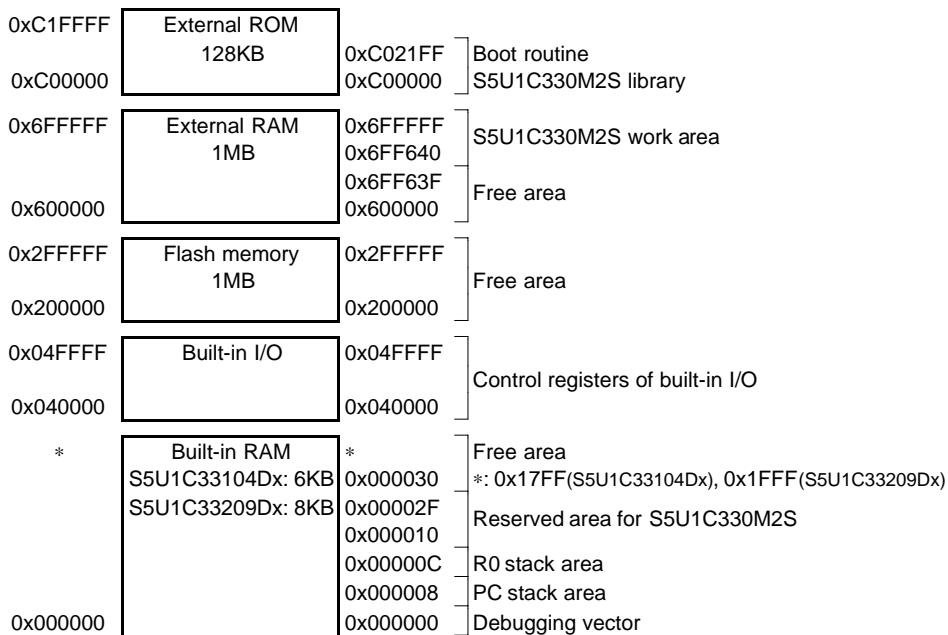 0xC1FFFF External ROM
128KB 0xC021FF Boot routine
0xC00000 0xC00000 S5U1C330M2S library
0x6FFFFF External RAM 0x6FFFFF
1MB 0x6FF640 S5U1C330M2S work area
0x6FF63F
0x600000 0x600000 Free area
0x2FFFFF Flash memory 0x2FFFFF
1MB Free area
0x200000 0x200000
0x04FFFF Built-in I/O 0x04FFFF
Control registers of built-in I/O
0x040000 0x040000
* Built-in RAM * Free area
S5U1C33104Dx: 6KB 0x000030 *: 0x17FF(S5U1C33104Dx), 0x1FFF(S5U1C33209Dx)
S5U1C33209Dx: 8KB 0x00002F
0x000010 Reserved area for S5U1C330M2S
0x00000C R0 stack area
0x000008 PC stack area
0x000000 0x000000 Debugging vector